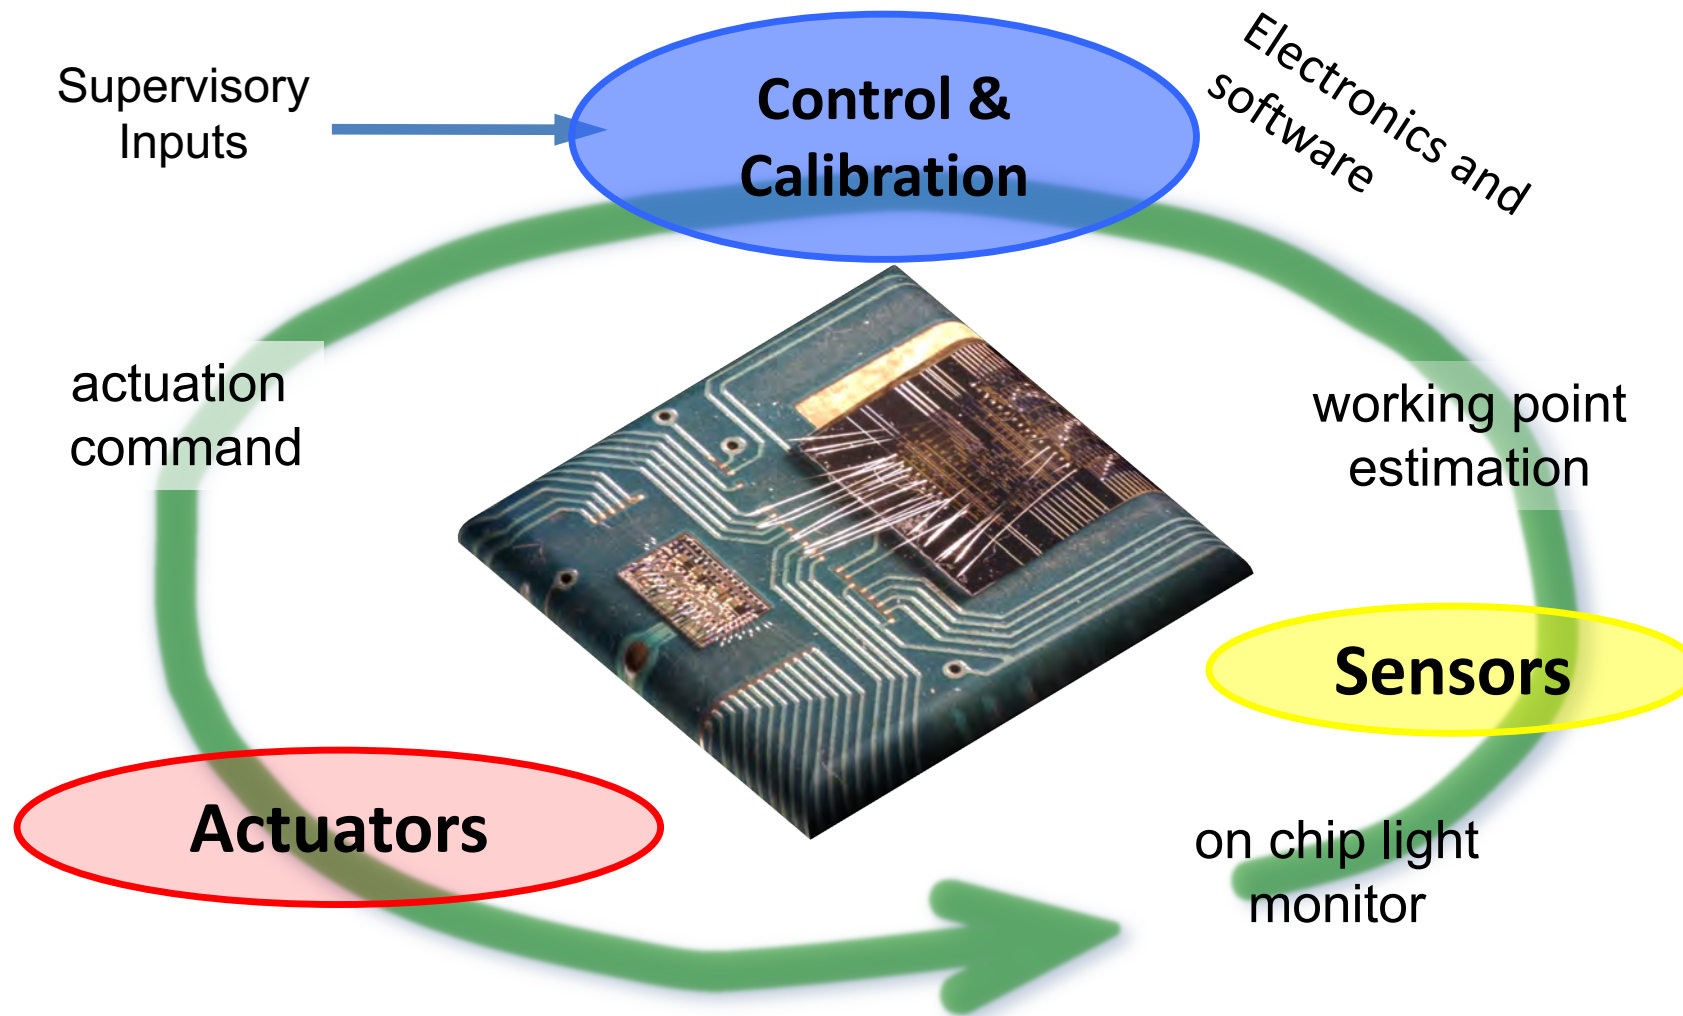 Supervisory
Inputs
Control &
Calibration
Electronics and
software
actuation
command
working point
estimation
Sensors
Actuators
on chip light
monitor